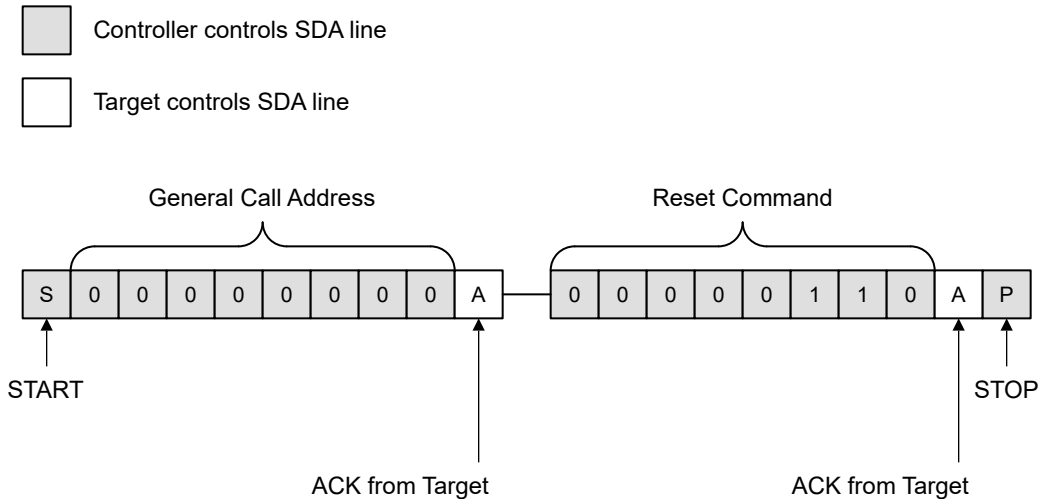 Controller controls SDA line
Target controls SDA line
General Call Address Reset Command
S 0 0 0 0 0 0 0 0 A 0 0 0 0 0 1 1 0 A P
START STOP
ACK from Target ACK from Target